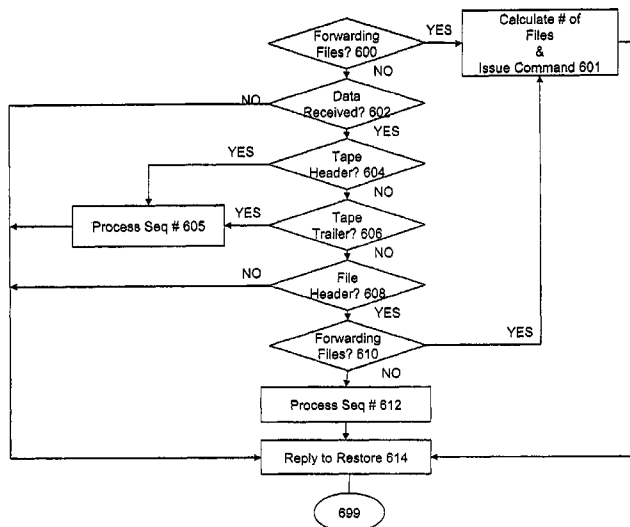 Forwarding
Files? 600
YES
Calculate # of
Files
&
Issue Command 601
NO
NO
Data
Received? 602
YES
YES
Tape
Header? 604
NO
Process Seq # 605
YES
Tape
Trailer? 606
NO
NO
File
Header? 608
YES
Forwarding
Files? 610
YES
NO
Process Seq # 612
Reply to Restore 614
699